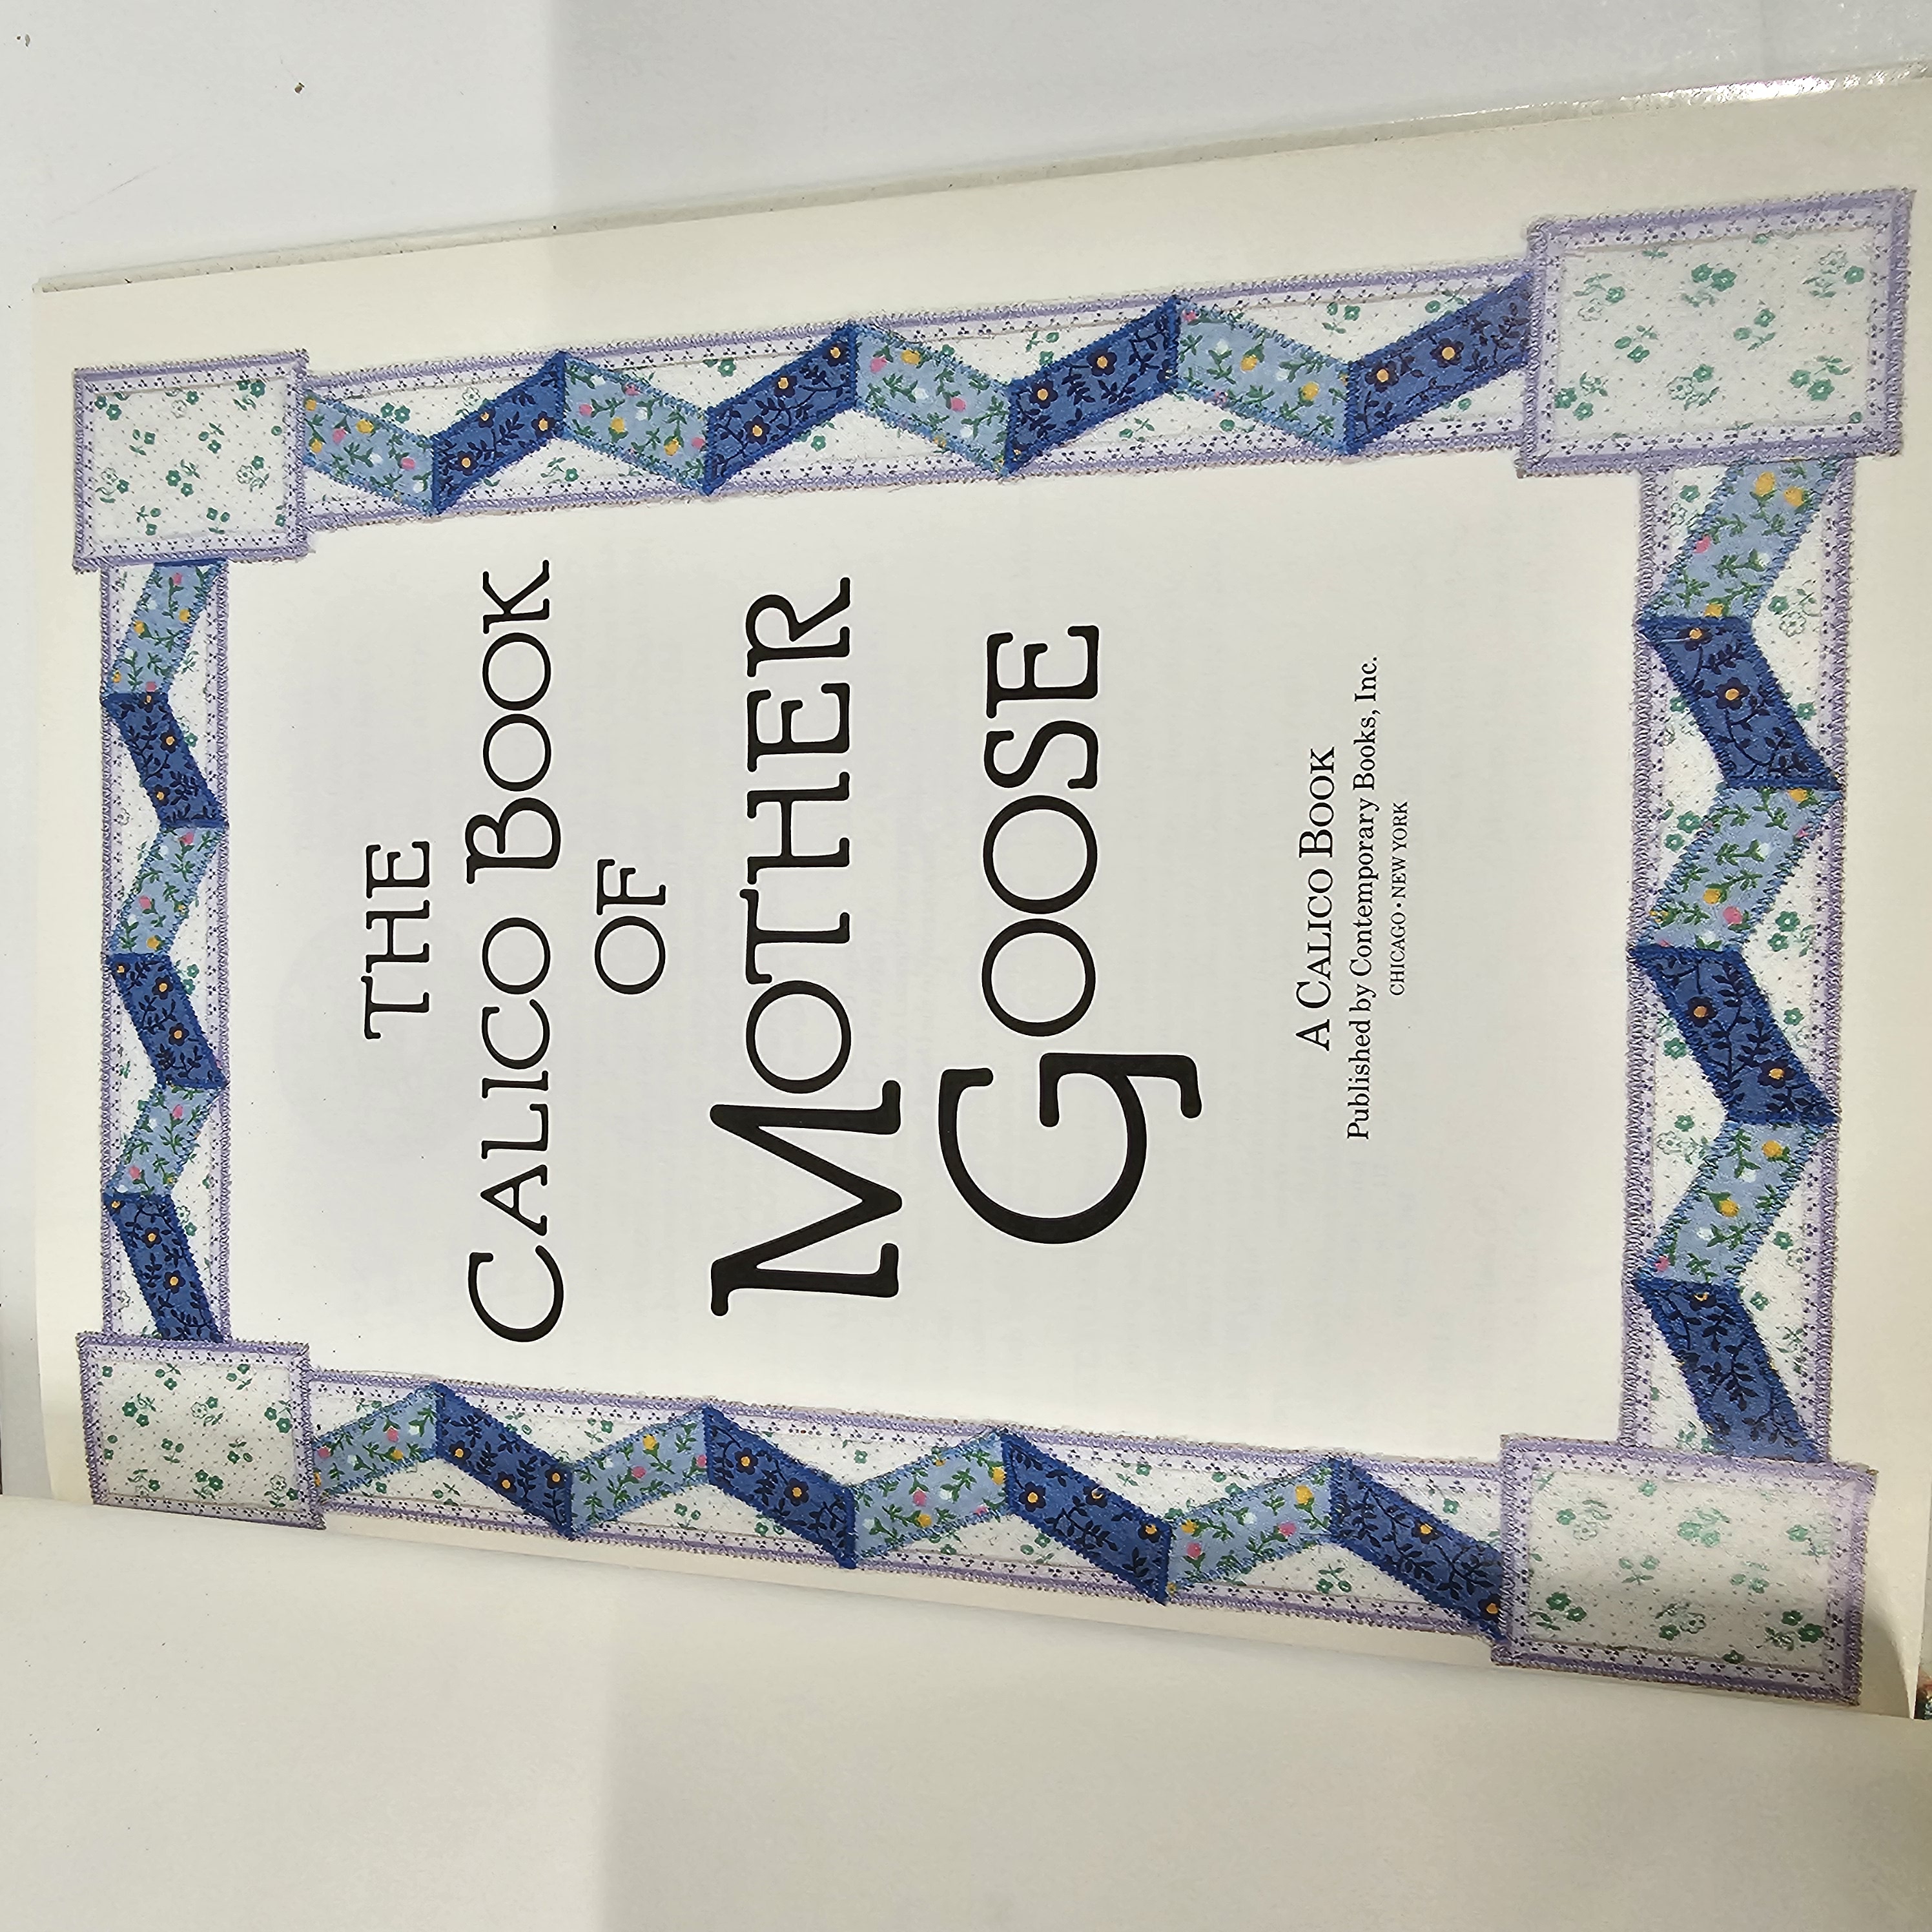 THE
CALICO BOOK
OF
MOTHER
GOOSE
A CALICO BOOK
Published by Contemporary Books, Inc.
CHICAGO • NEW YORK